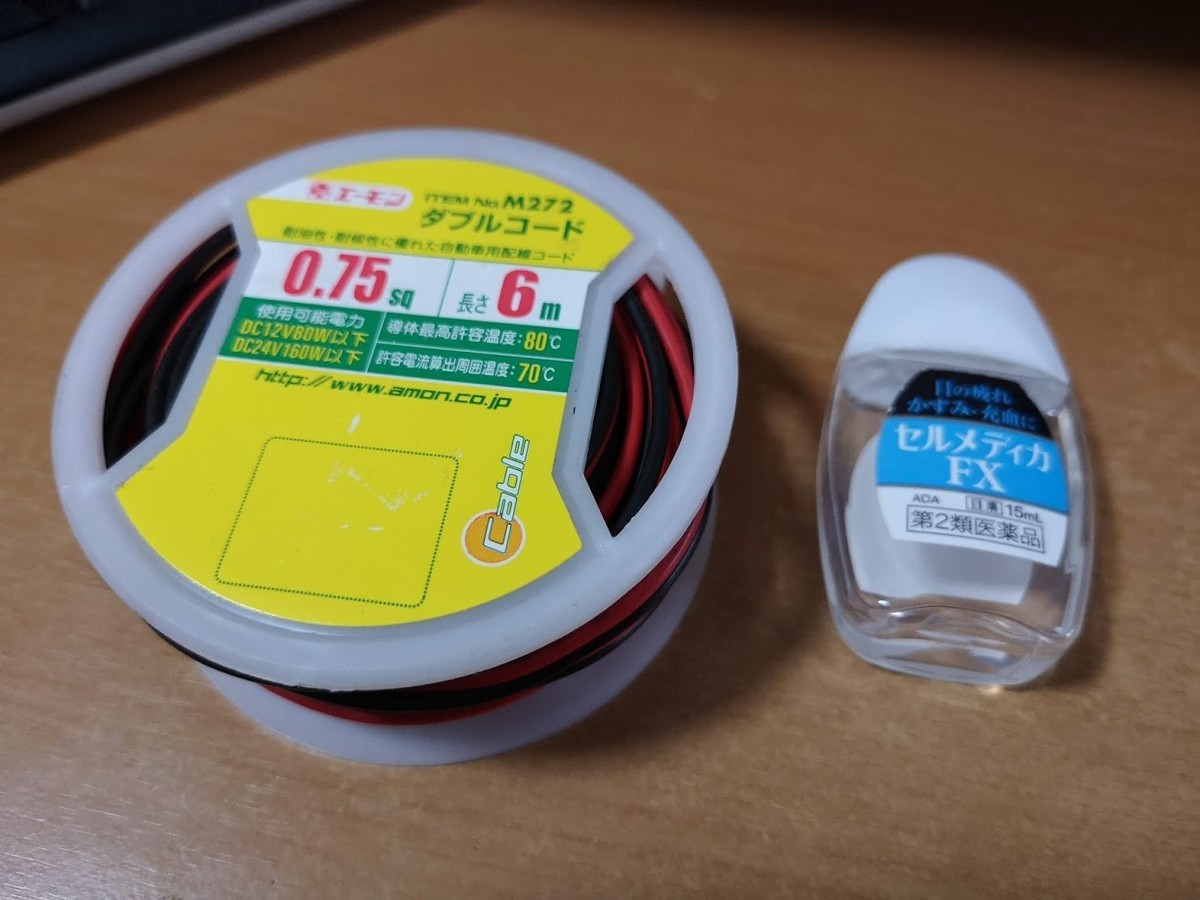 エーモン
ITEM No.M272
ダブルコード
耐油性・耐候性に優れた自動車用配線コード
0.75sq
長さ6m
使用可能電力
DC12V80W以下
DC24V160W以下
導体最高許容温度:80℃
許容電流算出周囲温度:70℃
http://www.amon.co.jp
Cable
目の疲れ
かすみ・充血に
セルメディカ
FX
ADA 目薬 15mL
第2類医薬品